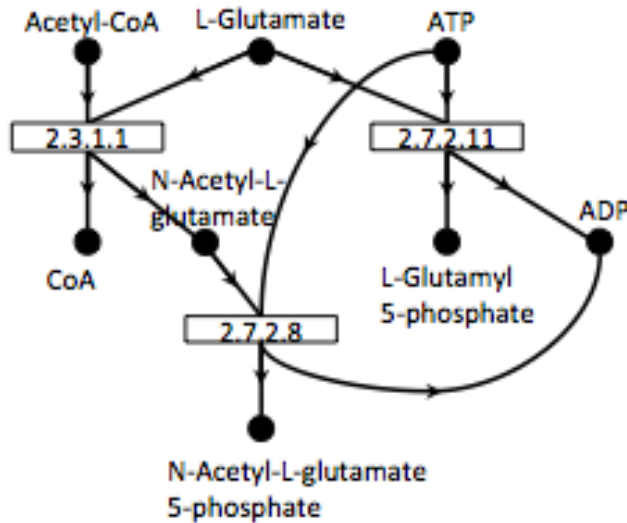 Acetyl-CoA
L-Glutamate
ATP
2.3.1.1
2.7.2.11
N-Acetyl-L-
glutamate
ADP
CoA
L-Glutamyl
5-phosphate
2.7.2.8
N-Acetyl-L-glutamate
5-phosphate